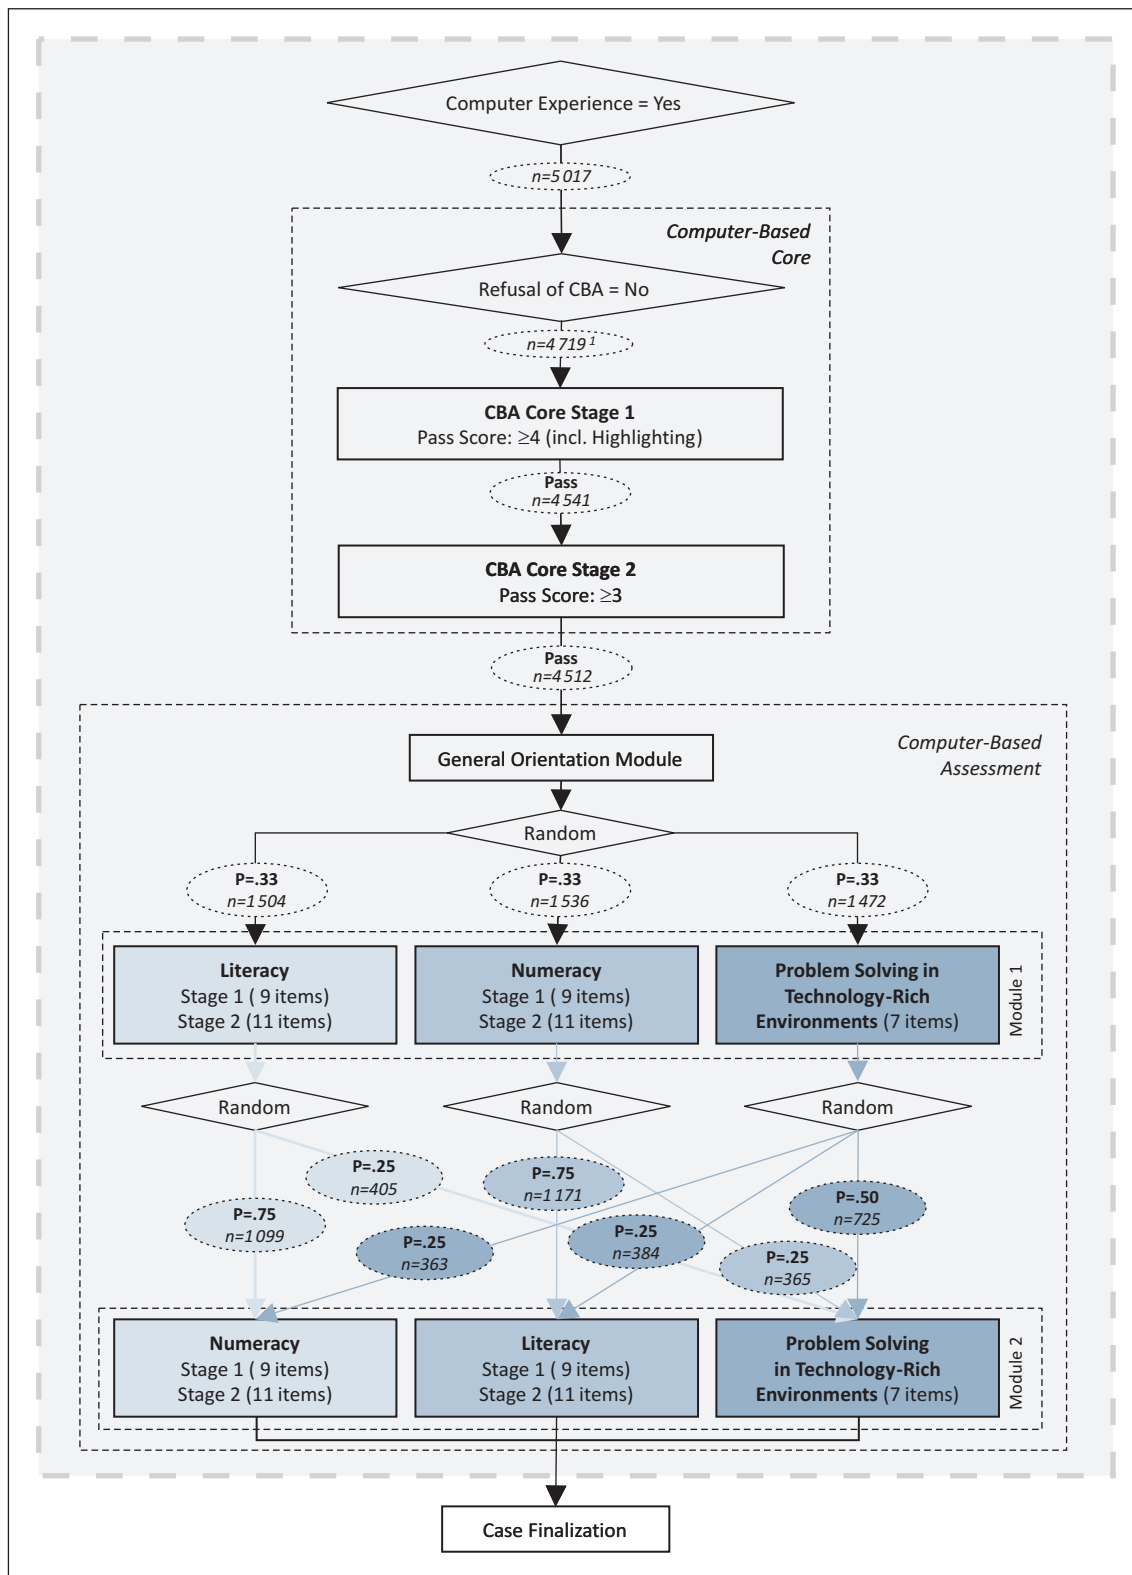 Computer Experience = Yes
n=5 017
Computer-Based
Core
Refusal of CBA = No
n=4 719 1
CBA Core Stage 1
Pass Score: ≥4 (incl. Highlighting)
Pass
n=4 541
CBA Core Stage 2
Pass Score: ≥3
Pass
n=4 512
General Orientation Module
Computer-Based
Assessment
Random
P=.33
n=1 504
P=.33
n=1 536
P=.33
n=1 472
Literacy
Stage 1 ( 9 items)
Stage 2 (11 items)
Numeracy
Stage 1 ( 9 items)
Stage 2 (11 items)
Problem Solving in
Technology-Rich
Environments (7 items)
Module 1
Random
Random
Random
P=.25
n=405
P=.75
n=1 171
P=.50
n=725
P=.75
n=1 099
P=.25
n=363
P=.25
n=384
P=.25
n=365
Numeracy
Stage 1 ( 9 items)
Stage 2 (11 items)
Literacy
Stage 1 ( 9 items)
Stage 2 (11 items)
Problem Solving
in Technology-Rich
Environments (7 items)
Module 2
Case Finalization